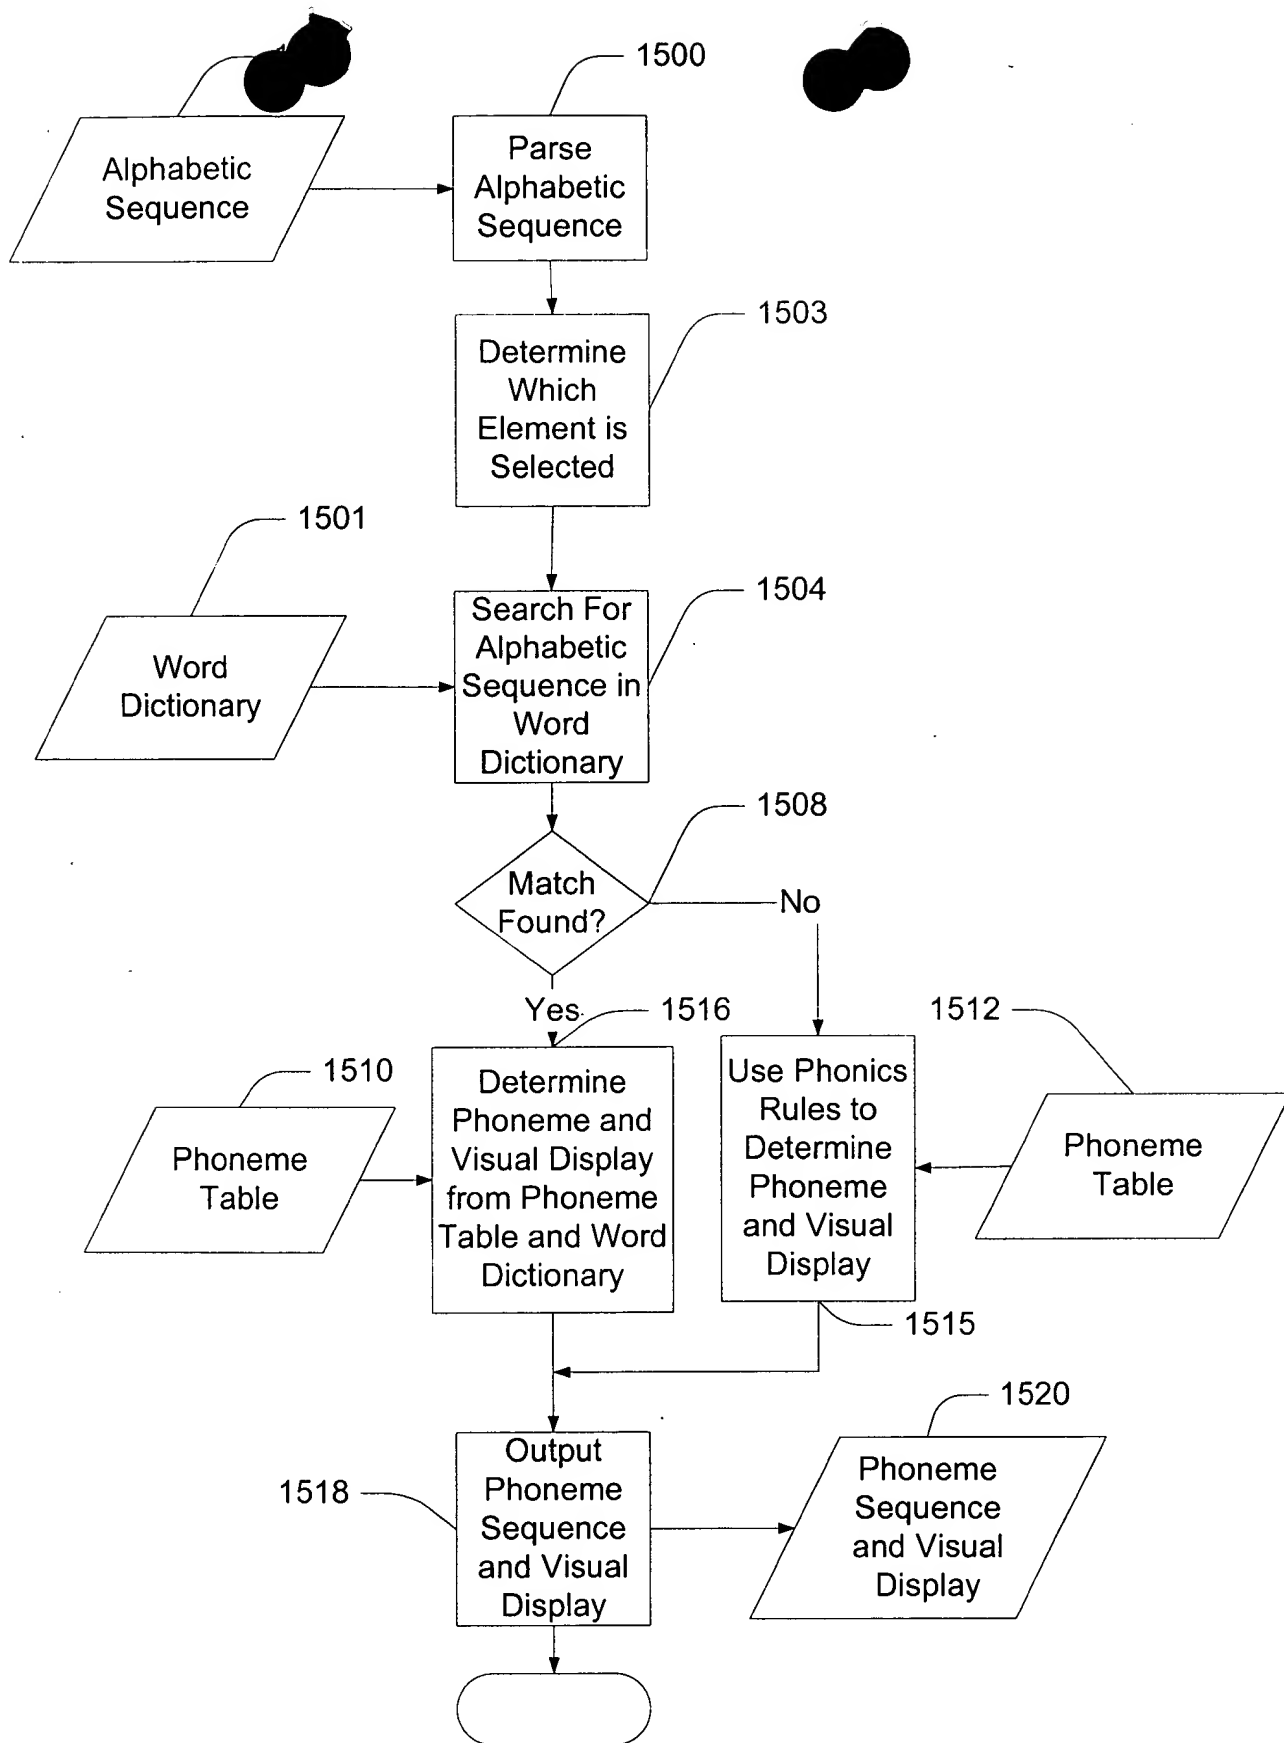 1500
Alphabetic
Sequence
Parse
Alphabetic
Sequence
1503
Determine
Which
Element is
Selected
1501
1504
Word
Dictionary
Search For
Alphabetic
Sequence in
Word
Dictionary
1508
Match
Found?
No
Yes
1516
1512
1510
Phoneme
Table
Determine
Phoneme and
Visual Display
from Phoneme
Table and Word
Dictionary
Use Phonics
Rules to
Determine
Phoneme
and Visual
Display
Phoneme
Table
1515
1520
1518
Output
Phoneme
Sequence
and Visual
Display
Phoneme
Sequence
and Visual
Display